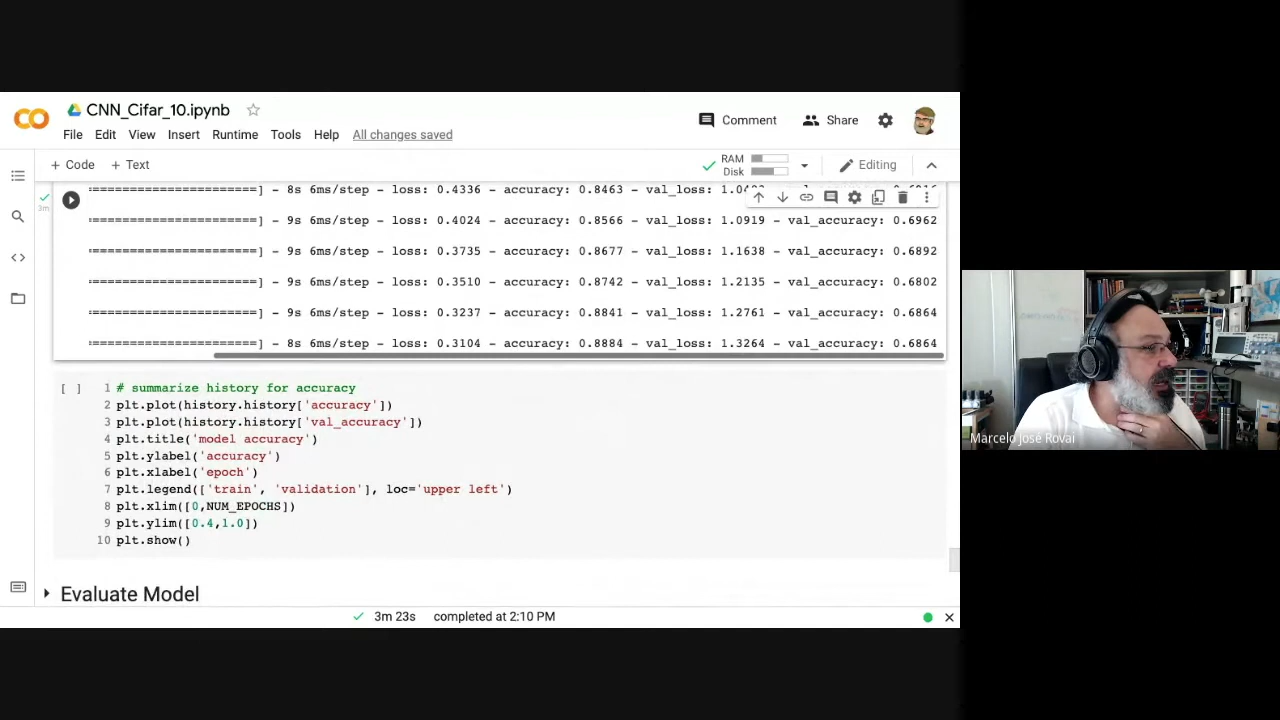 CNN_Cifar_10.ipynb
File Edit View Insert Runtime Tools Help All changes saved
Comment Share
+ Code + Text
RAM
Disk
Editing
3m
=======================] - 8s 6ms/step - loss: 0.4336 - accuracy: 0.8463 - val_loss:
=======================] - 9s 6ms/step - loss: 0.4024 - accuracy: 0.8566 - val_loss: 1.0919 - val_accuracy: 0.6962
=======================] - 9s 6ms/step - loss: 0.3735 - accuracy: 0.8677 - val_loss: 1.1638 - val_accuracy: 0.6892
=======================] - 9s 6ms/step - loss: 0.3510 - accuracy: 0.8742 - val_loss: 1.2135 - val_accuracy: 0.6802
=======================] - 9s 6ms/step - loss: 0.3237 - accuracy: 0.8841 - val_loss: 1.2761 - val_accuracy: 0.6864
=======================] - 8s 6ms/step - loss: 0.3104 - accuracy: 0.8884 - val_loss: 1.3264 - val_accuracy: 0.6864
[ ] 1 # summarize history for accuracy
2 plt.plot(history.history['accuracy'])
3 plt.plot(history.history['val_accuracy'])
4 plt.title('model accuracy')
5 plt.ylabel('accuracy')
6 plt.xlabel('epoch')
7 plt.legend(['train', 'validation'], loc='upper left')
8 plt.xlim([0,NUM_EPOCHS])
9 plt.ylim([0.4,1.0])
10 plt.show()
Evaluate Model
3m 23s completed at 2:10 PM
Marcelo José Rovai